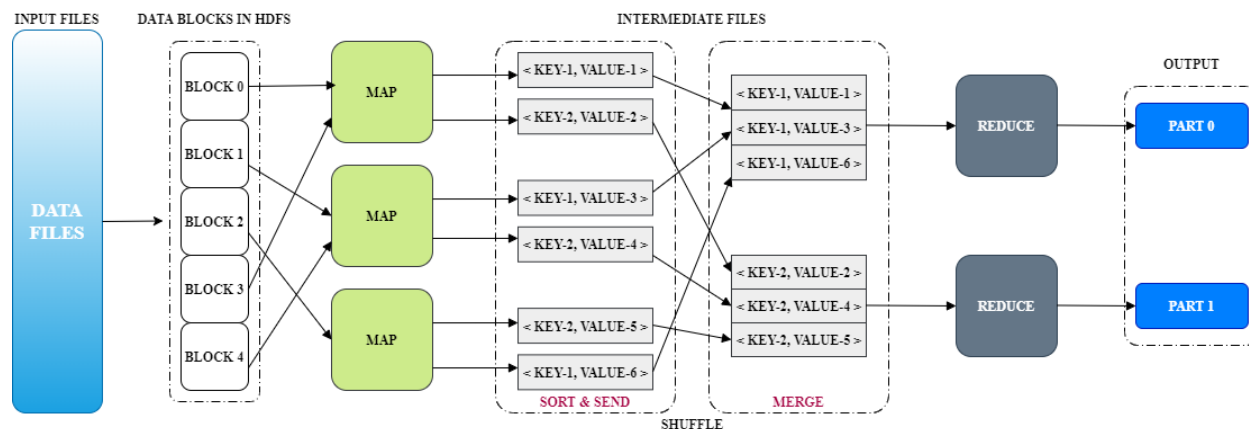 INPUT FILES
DATA BLOCKS IN HDFS
INTERMEDIATE FILES
OUTPUT
DATA
FILES
BLOCK 0
BLOCK 1
BLOCK 2
BLOCK 3
BLOCK 4
MAP
MAP
MAP
< KEY-1, VALUE-1 >
< KEY-2, VALUE-2 >
< KEY-1, VALUE-3 >
< KEY-2, VALUE-4 >
< KEY-2, VALUE-5 >
< KEY-1, VALUE-6 >
SORT & SEND
< KEY-1, VALUE-1 >
< KEY-1, VALUE-3 >
< KEY-1, VALUE-6 >
< KEY-2, VALUE-2 >
< KEY-2, VALUE-4 >
< KEY-2, VALUE-5 >
MERGE
SHUFFLE
REDUCE
REDUCE
PART 0
PART 1